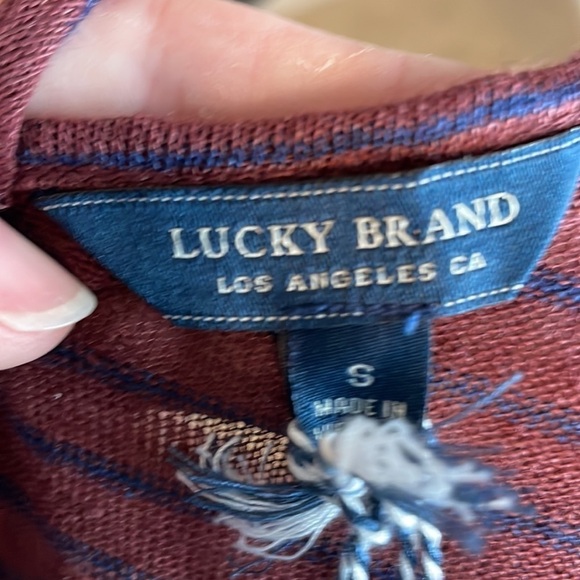 LUCKY BRAND
LOS ANGELES CA
S
MADE IN